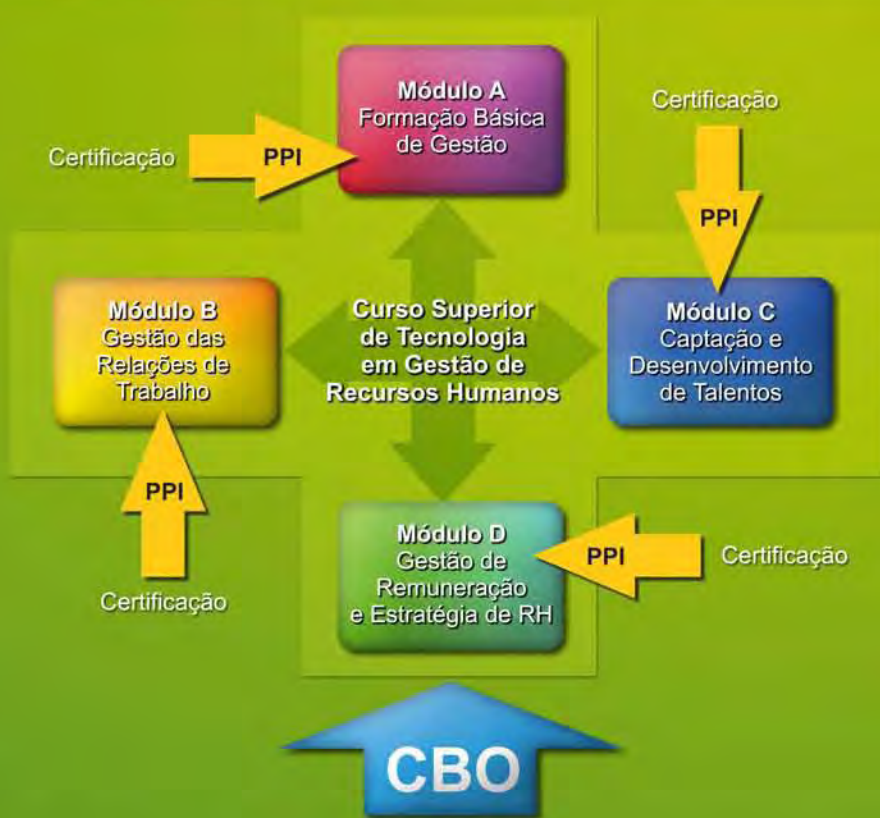 Módulo A
Formação Básica
de Gestão
Certificação
PPI
Certificação
PPI
Módulo B
Gestão das
Relações de
Trabalho
Curso Superior
de Tecnologia
em Gestão de
Recursos Humanos
Módulo C
Captação e
Desenvolvimento
de Talentos
PPI
Certificação
Módulo D
Gestão de
Remuneração
e Estratégia de RH
PPI
Certificação
CBO